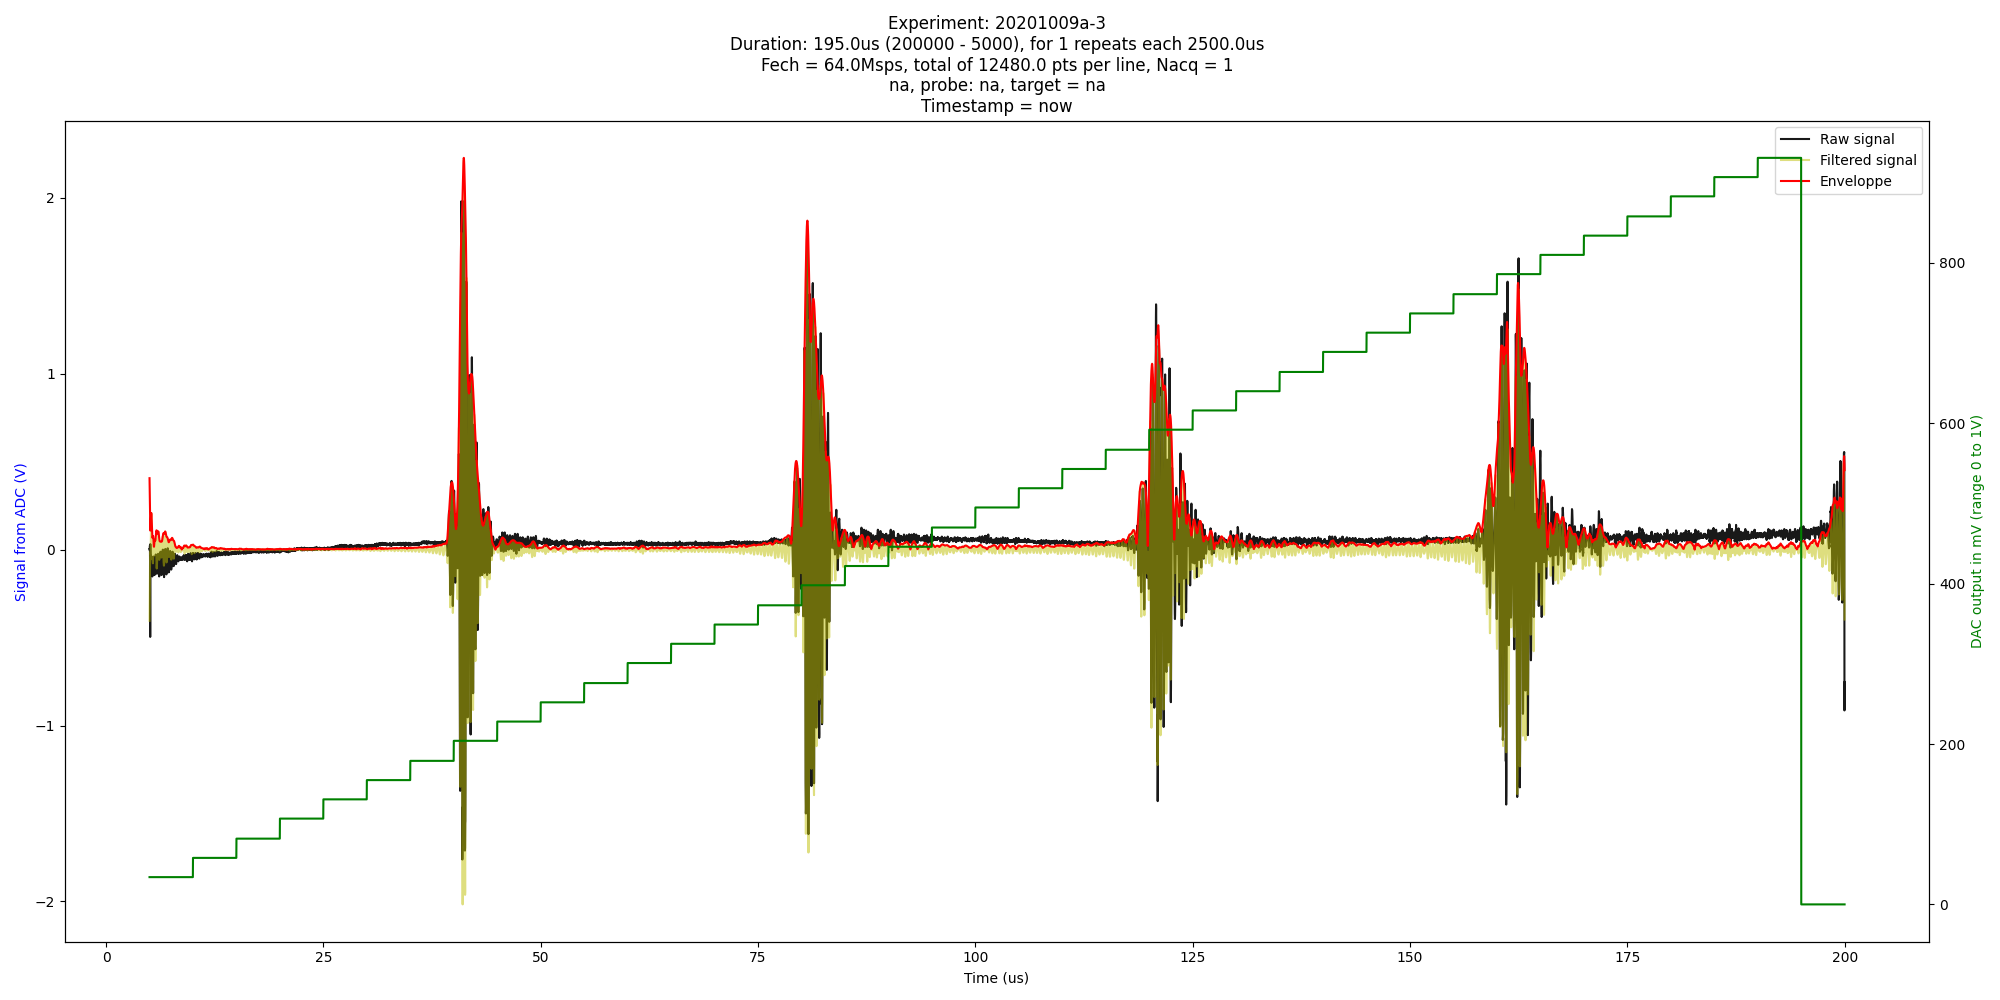 Experiment: 20201009a-3
Duration: 195.0us (200000 - 5000), for 1 repeats each 2500.0us
Fech = 64.0Msps, total of 12480.0 pts per line, Nacq = 1
na, probe: na, target = na
Timestamp = now
Raw signal
Filtered signal
Enveloppe
Signal from ADC (V)
2
1
0
−1
−2
DAC output in mV (range 0 to 1V)
800
600
400
200
0
0
25
50
75
100
125
150
175
200
Time (us)